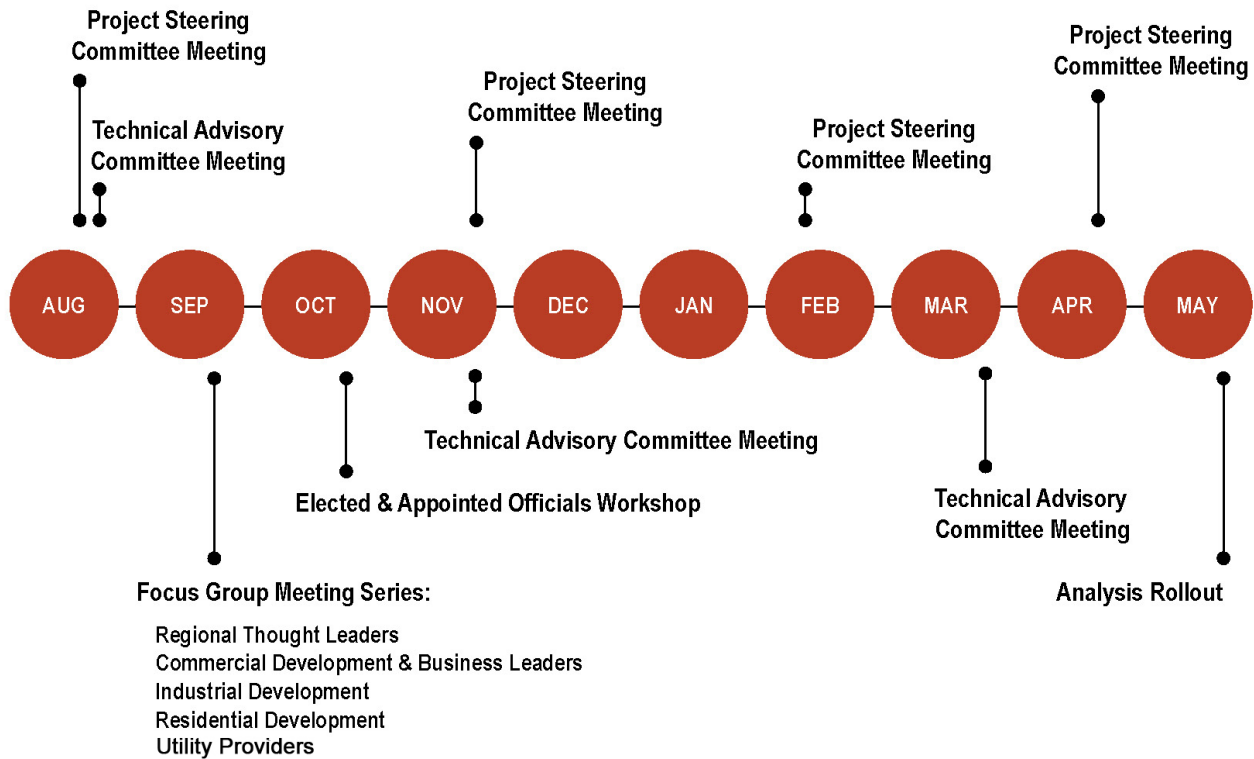 Project Steering
Committee Meeting
Technical Advisory
Committee Meeting
Project Steering
Committee Meeting
Project Steering
Committee Meeting
Project Steering
Committee Meeting
AUG
SEP
OCT
NOV
DEC
JAN
FEB
MAR
APR
MAY
Technical Advisory Committee Meeting
Elected & Appointed Officials Workshop
Technical Advisory
Committee Meeting
Focus Group Meeting Series:
Regional Thought Leaders
Commercial Development & Business Leaders
Industrial Development
Residential Development
Utility Providers
Analysis Rollout